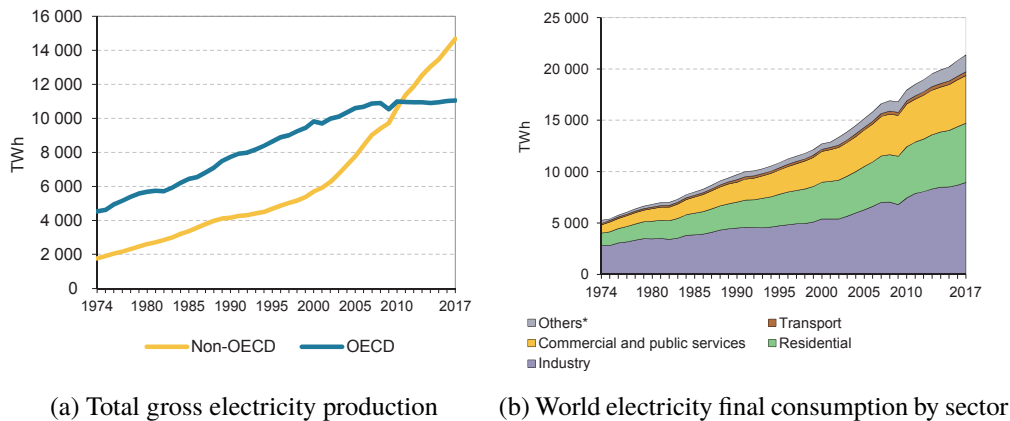 16 000
14 000
12 000
10 000
8 000
6 000
4 000
2 000
0
TWh
1974 1980 1985 1990 1995 2000 2005 2010 2017
Non-OECD OECD
(a) Total gross electricity production
25 000
20 000
15 000
10 000
5 000
0
TWh
1974 1980 1985 1990 1995 2000 2005 2010 2017
Others* Transport
Commercial and public services Residential
Industry
(b) World electricity final consumption by sector